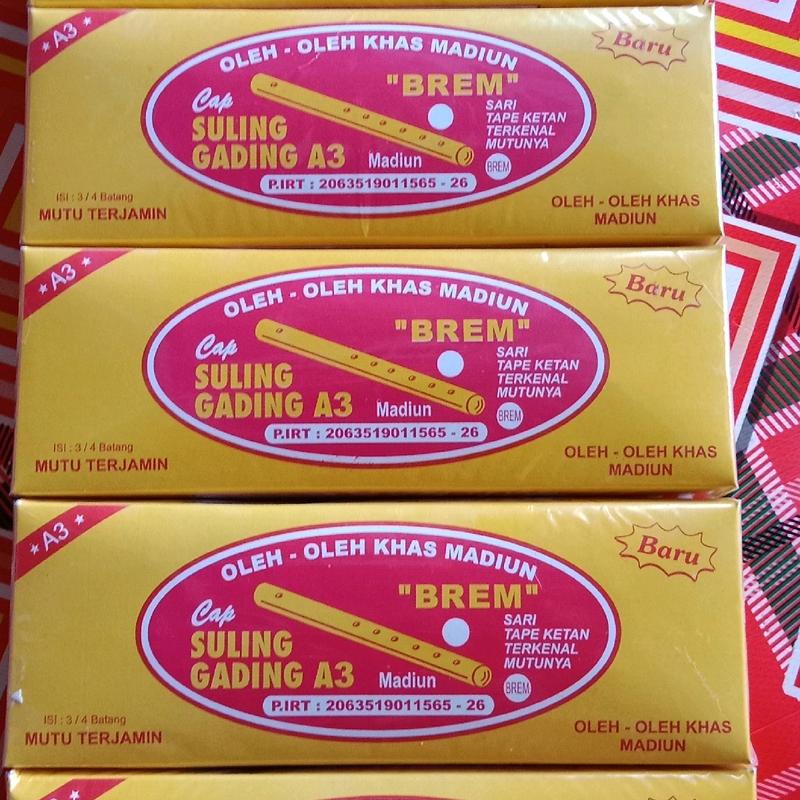 ★ A3 ★
OLEH - OLEH KHAS MADIUN
Baru
"BREM"
Cap
SULING
GADING A3
Madiun
SARI
TAPE KETAN
TERKENAL
MUTUNYA
BREM
P.IRT : 2063519011565 - 26
ISI : 3 / 4 Batang
MUTU TERJAMIN
OLEH - OLEH KHAS
MADIUN
★ A3 ★
OLEH - OLEH KHAS MADIUN
Baru
"BREM"
Cap
SULING
GADING A3
Madiun
SARI
TAPE KETAN
TERKENAL
MUTUNYA
BREM
P.IRT : 2063519011565 - 26
ISI : 3 / 4 Batang
MUTU TERJAMIN
OLEH - OLEH KHAS
MADIUN
★ A3 ★
OLEH - OLEH KHAS MADIUN
Baru
"BREM"
Cap
SULING
GADING A3
Madiun
SARI
TAPE KETAN
TERKENAL
MUTUNYA
BREM
P.IRT : 2063519011565 - 26
ISI : 3 / 4 Batang
MUTU TERJAMIN
OLEH - OLEH KHAS
MADIUN